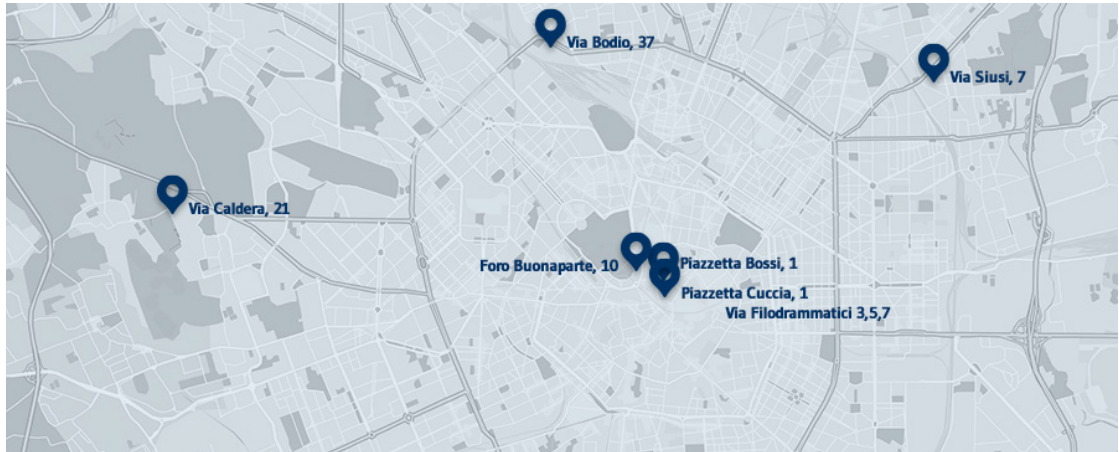 Via Bodio, 37
Via Siusi, 7
Via Caldera, 21
Foro Buonaparte, 10
Piazzetta Bossi, 1
Piazzetta Cuccia, 1
Via Filodrammatici 3,5,7